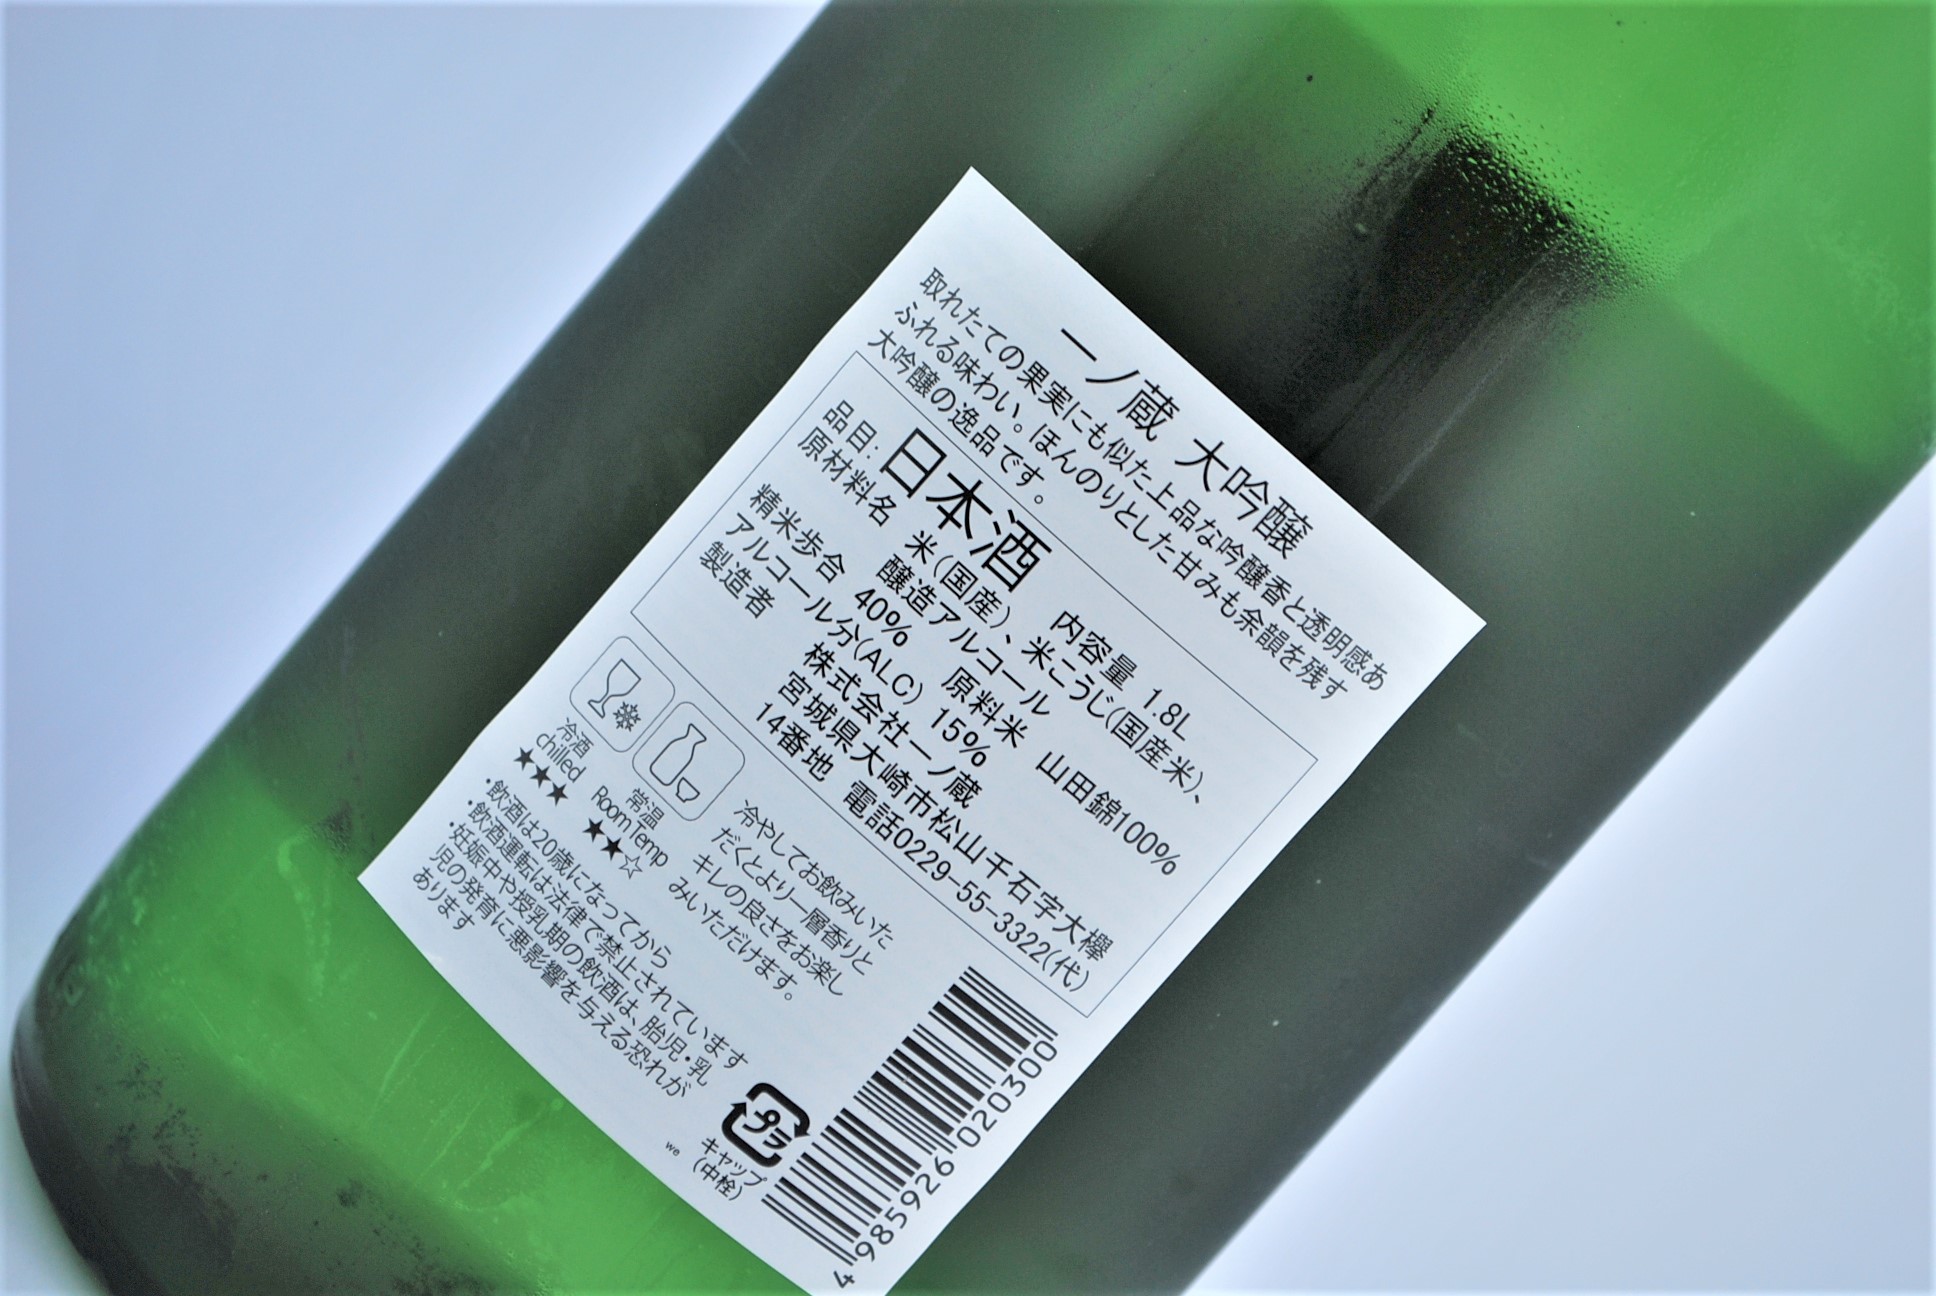 一ノ蔵 大吟醸
取れたての果実にも似た上品な吟醸香と透明感あ
ふれる味わい。ほんのりとした甘みも余韻を残す
大吟醸の逸品です。
品目: 日本酒 内容量 1.8L
原材料名 米(国産)、米こうじ(国産米)、
醸造アルコール
精米歩合 40% 原料米 山田錦100%
アルコール分(ALC) 15%
製造者 株式会社一ノ蔵
宮城県大崎市松山千石字大欅
14番地 電話0229-55-3322(代)
冷酒
chilled
★★★
常温
Room Temp
★★☆
冷やしてお飲みいた
だくとより一層香りと
キレの良さをお楽し
みいただけます。
・飲酒は20歳になってから
・飲酒運転は法律で禁止されています
・妊娠中や授乳期の飲酒は、胎児・乳
児の発育に悪影響を与える恐れが
あります
プラ
キャップ
(中栓)
we
4 985926 020300